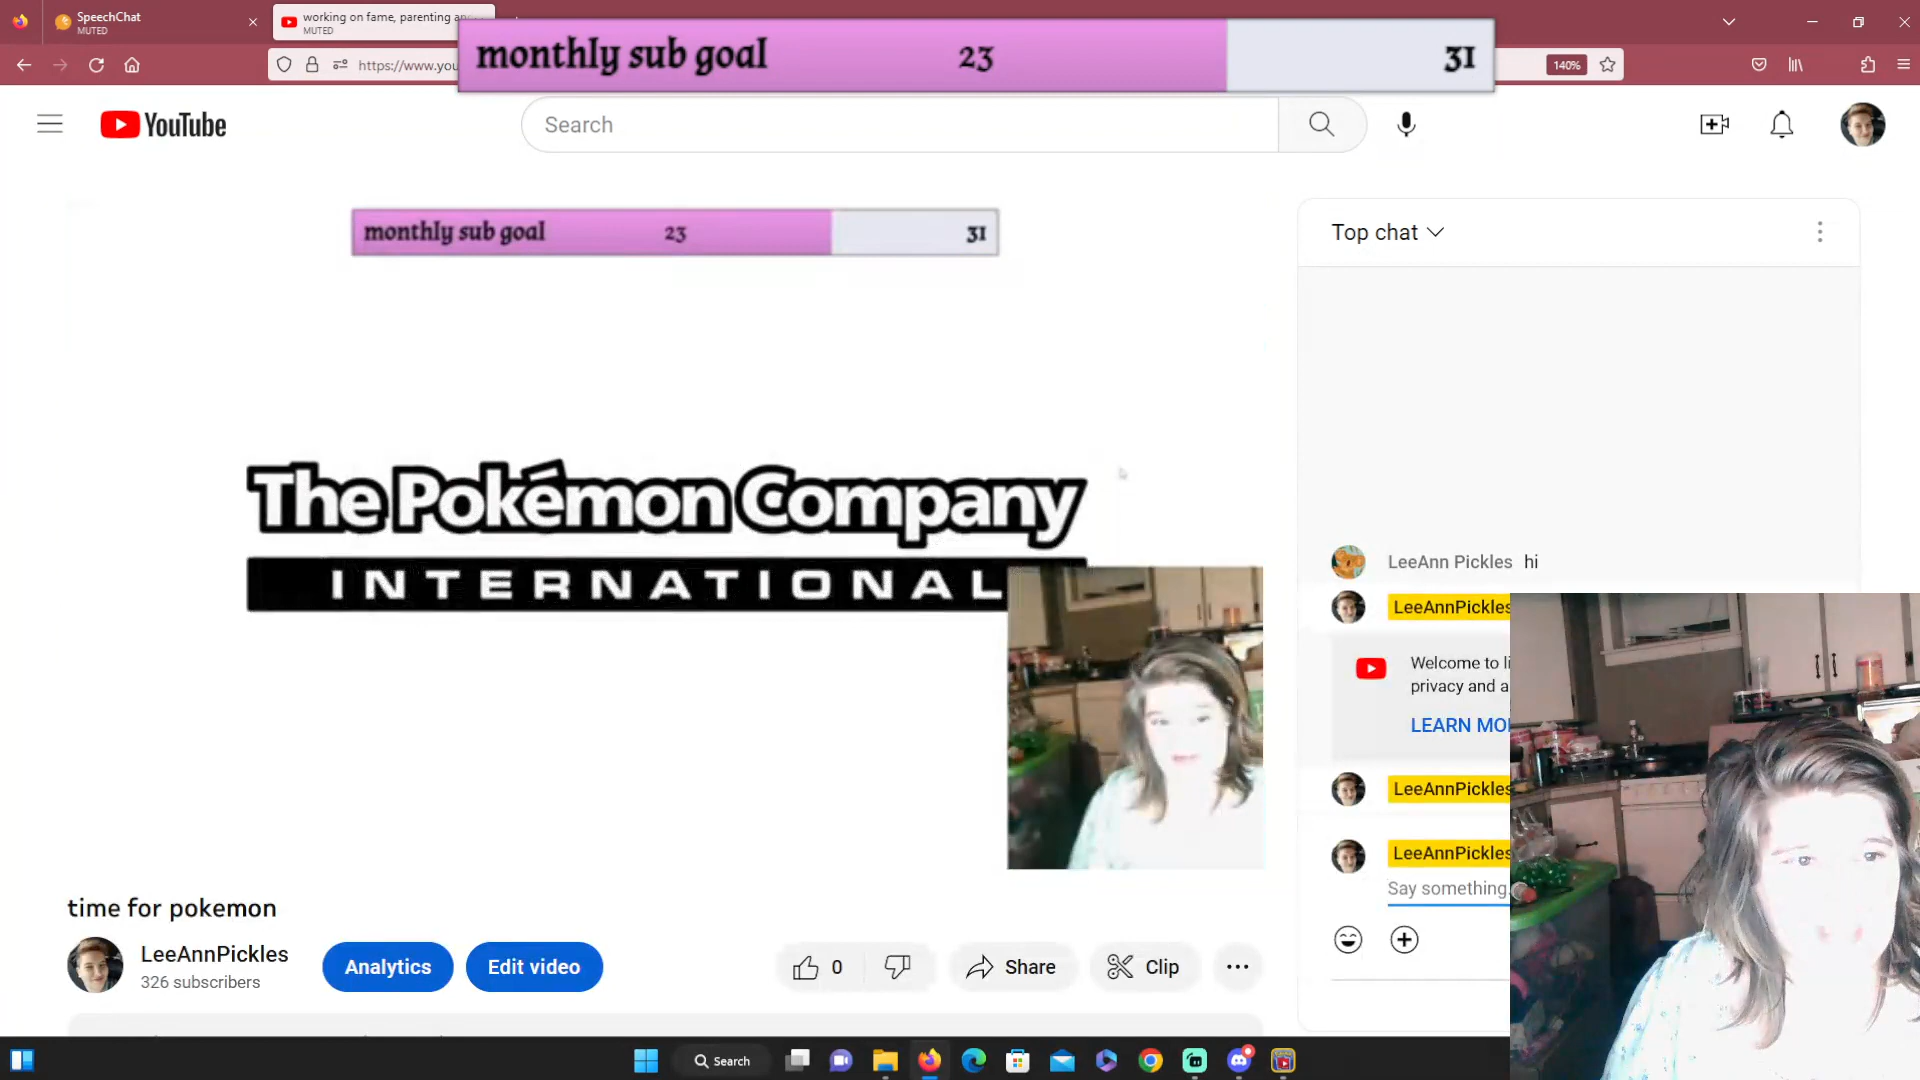 SpeechChat
MUTED
working on fame, parenting an
MUTED
https://www.you
140%
monthly sub goal 23 31
YouTube
Search
monthly sub goal 23 31
The Pokémon Company
INTERNATIONAL
Top chat
LeeAnn Pickles hi
LeeAnnPickles
Welcome to li
privacy and a
LEARN MO
LeeAnnPickles
LeeAnnPickles
Say something.
time for pokemon
LeeAnnPickles
326 subscribers
Analytics
Edit video
0
Share
Clip
Search